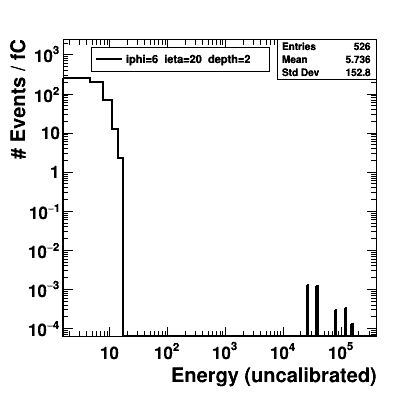 iphi=6 ieta=20 depth=2
Entries 526
Mean 5.736
Std Dev 152.8
# Events / fC
10³
10²
10
1
10⁻¹
10⁻²
10⁻³
10⁻⁴
10 10² 10³ 10⁴ 10⁵
Energy (uncalibrated)